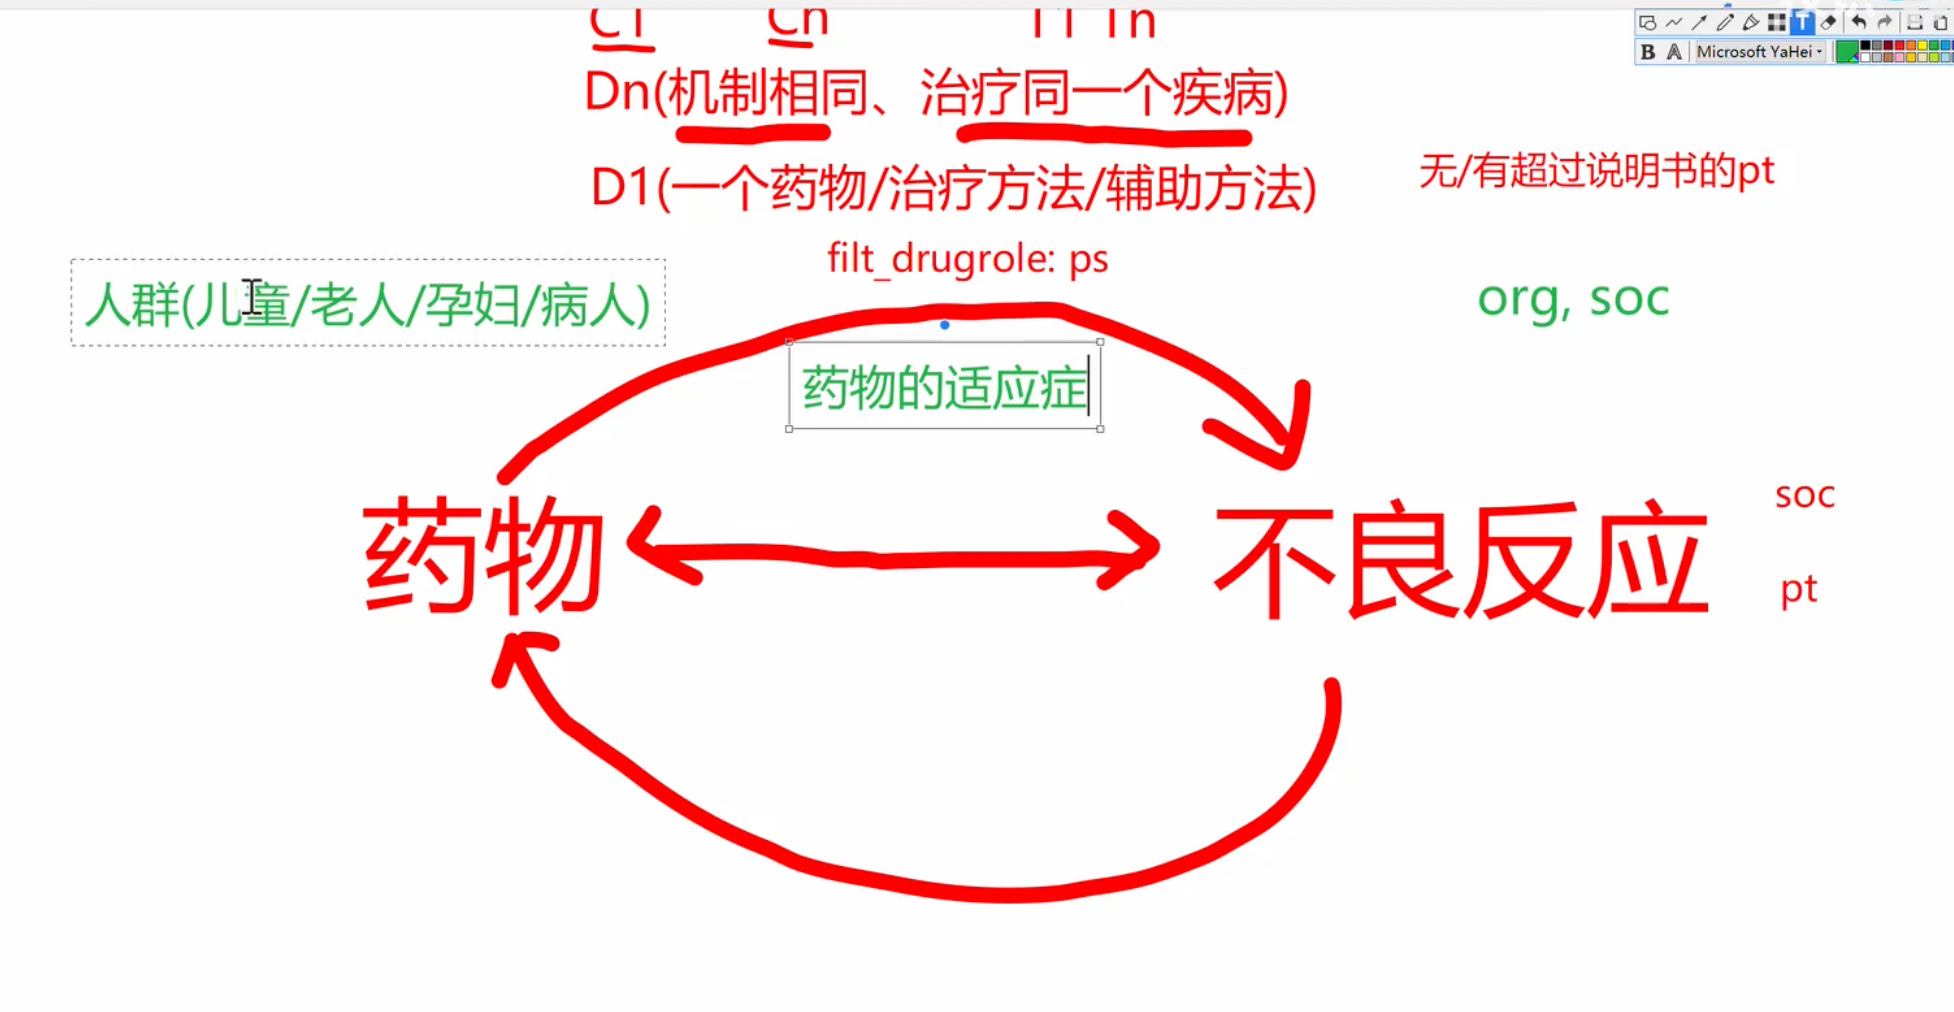 C1 Cn
Dn(机制相同、治疗同一个疾病)
D1(一个药物/治疗方法/辅助方法)
无/有超过说明书的pt
filt_drugrole: ps
人群(儿童/老人/孕妇/病人)
org, soc
药物的适应症
药物
不良反应
soc
pt
B A Microsoft YaHei